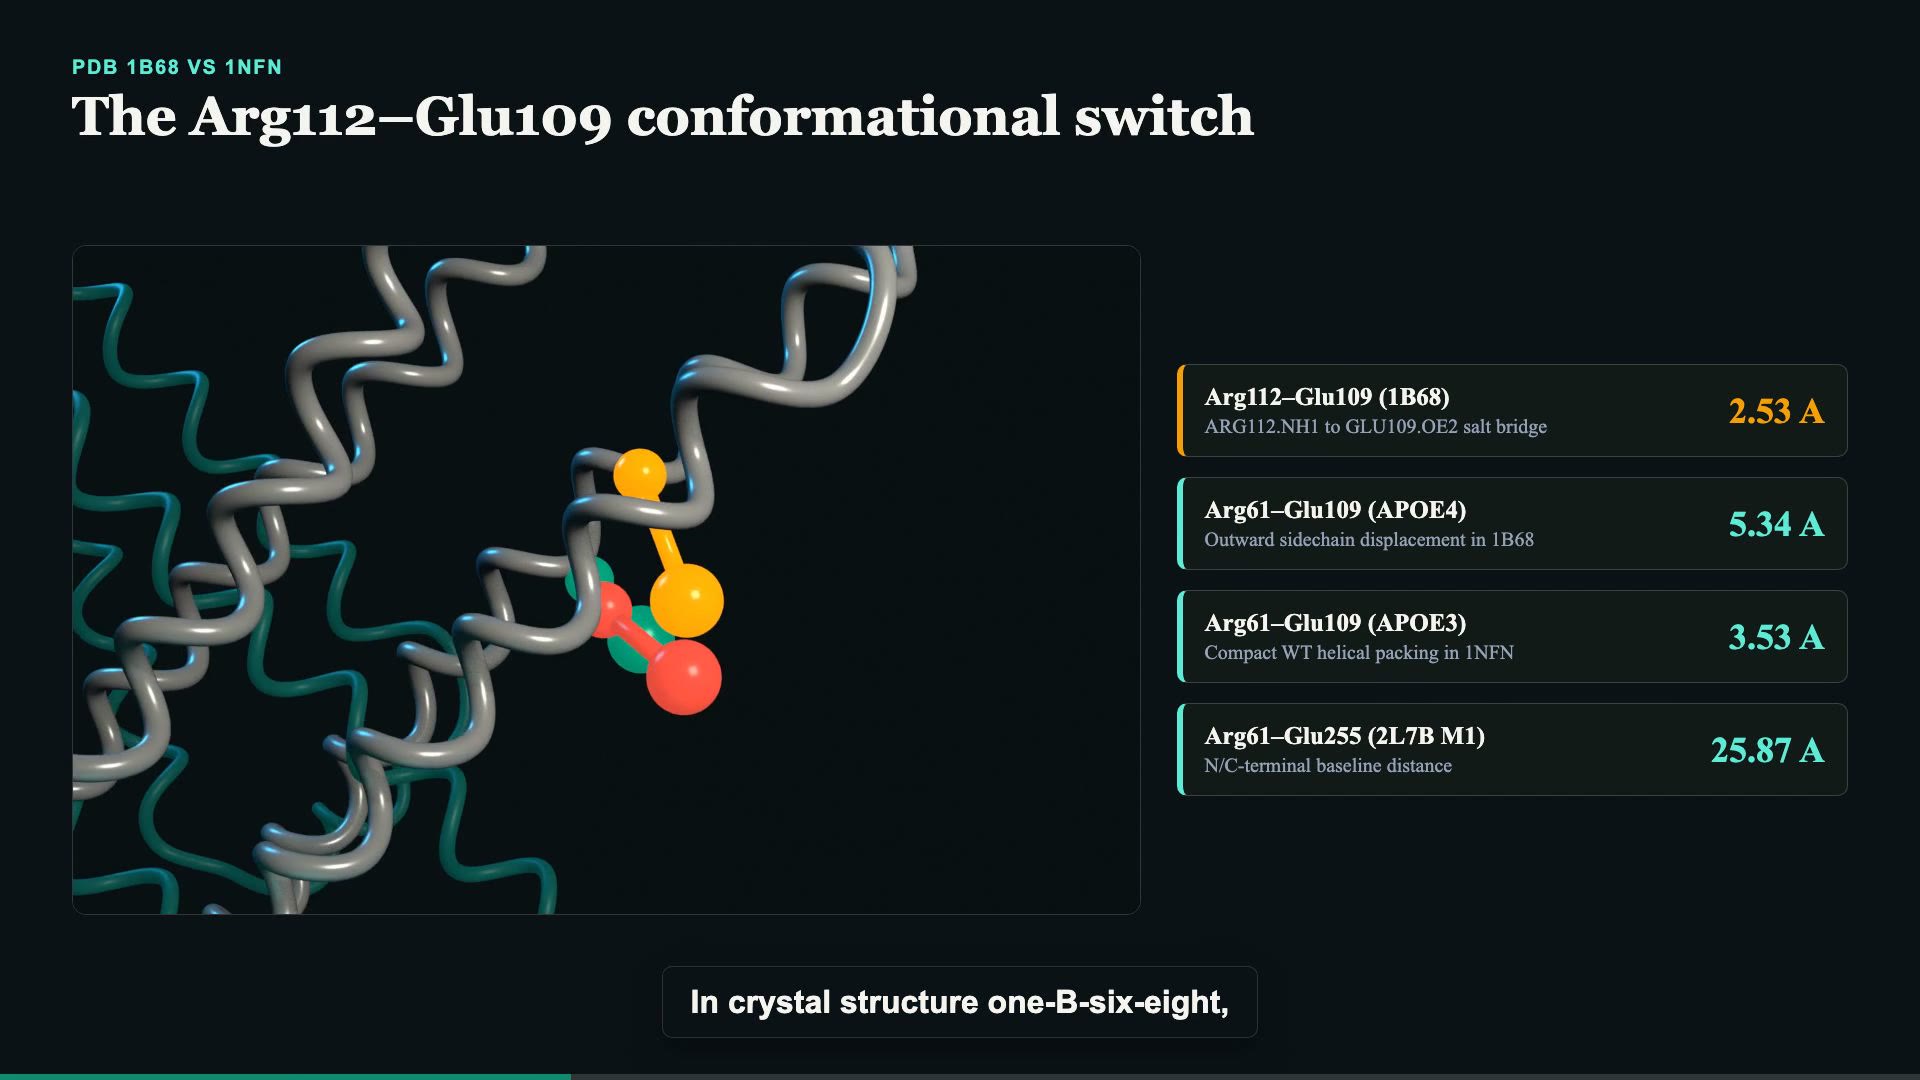 PDB 1B68 VS 1NFN
The Arg112–Glu109 conformational switch
Arg112–Glu109 (1B68)
ARG112.NH1 to GLU109.OE2 salt bridge
2.53 A
Arg61–Glu109 (APOE4)
Outward sidechain displacement in 1B68
5.34 A
Arg61–Glu109 (APOE3)
Compact WT helical packing in 1NFN
3.53 A
Arg61–Glu255 (2L7B M1)
N/C-terminal baseline distance
25.87 A
In crystal structure one-B-six-eight,